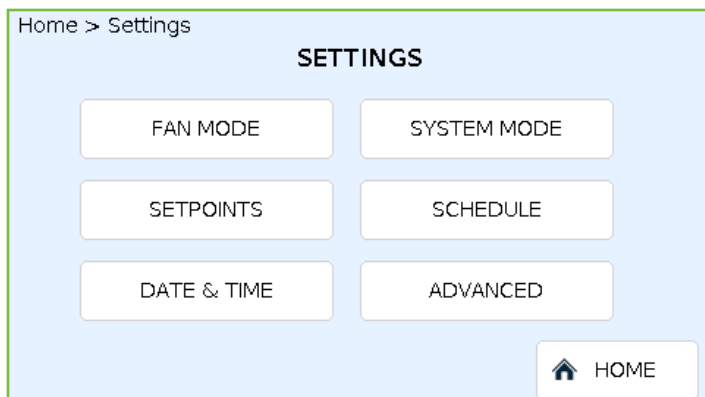 Home > Settings
SETTINGS
FAN MODE
SYSTEM MODE
SETPOINTS
SCHEDULE
DATE & TIME
ADVANCED
HOME